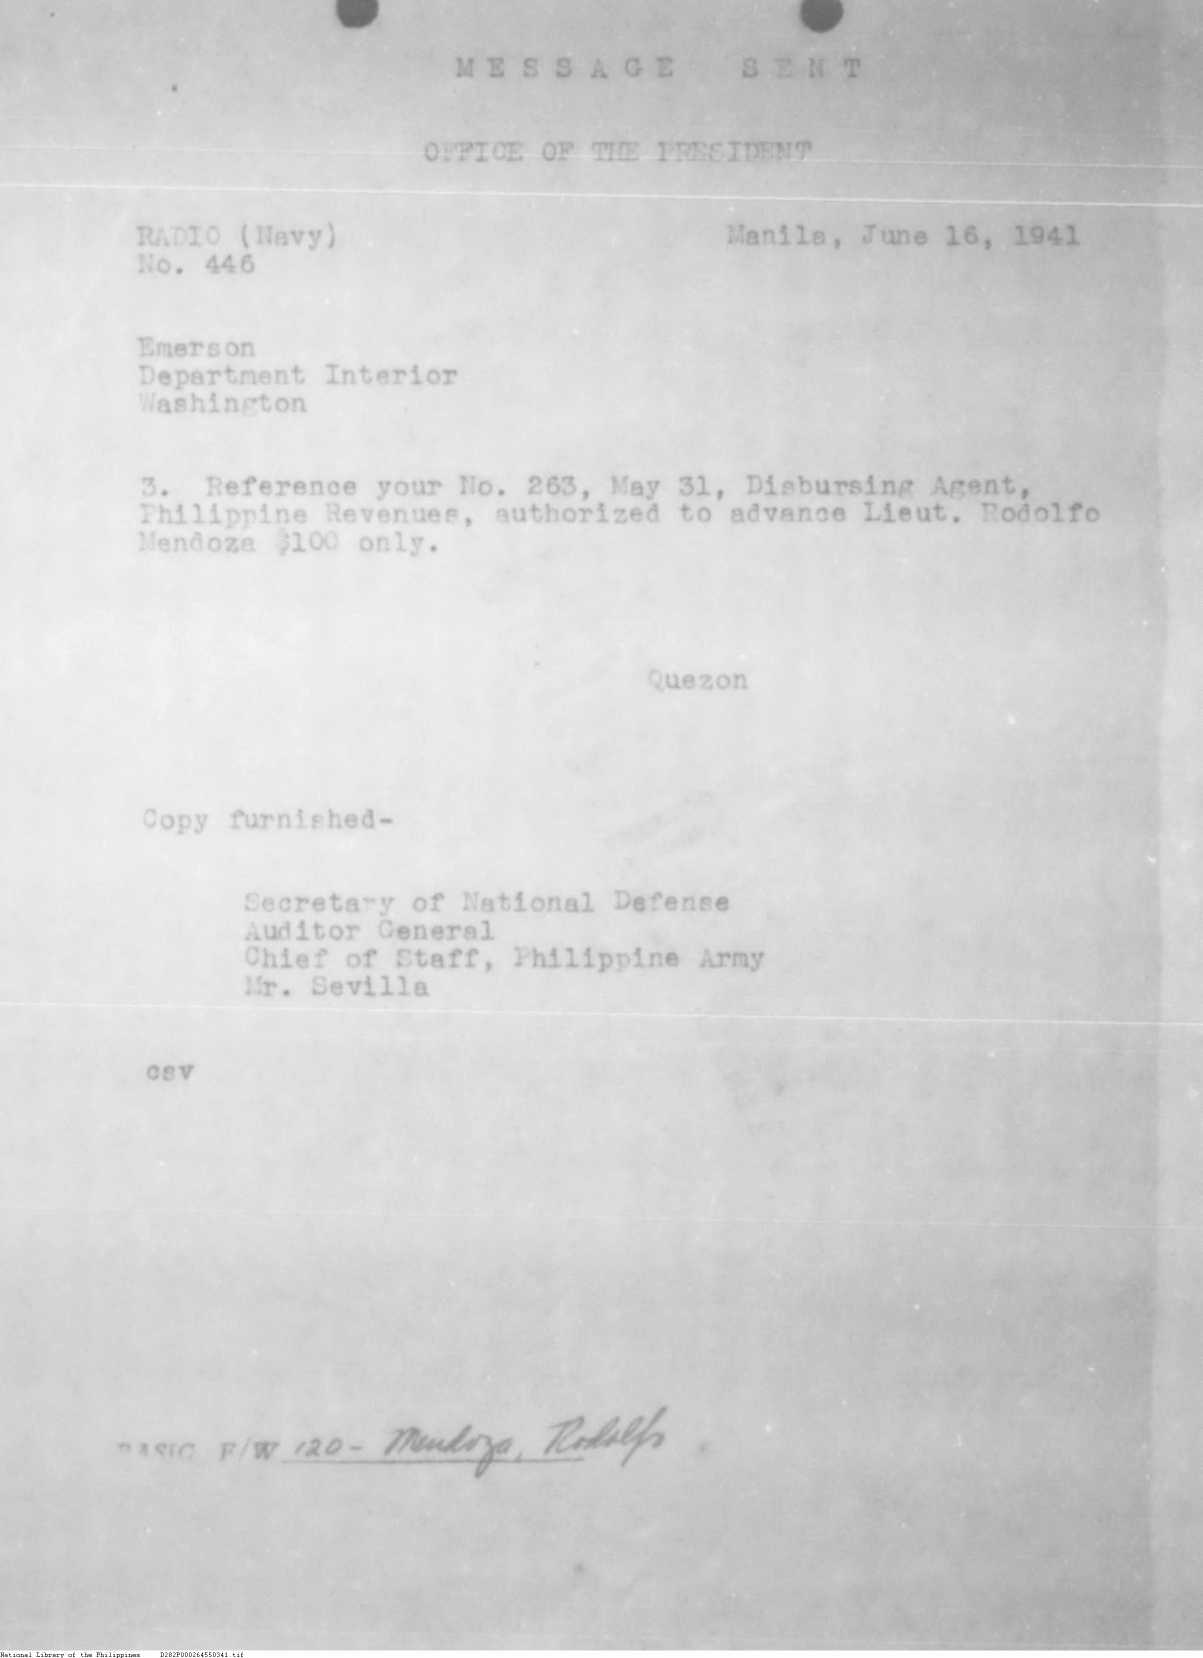 MESSAGE SENT
OFFICE OF THE PRESIDENT
RADIO (Navy)
Manila, June 16, 1941
No. 446
Emerson
Department Interior
Washington
3. Reference your No. 263, May 31, Disbursing Agent,
Philippine Revenues, authorized to advance Lieut. Rodolfo
Mendoza $100 only.
Quezon
Copy furnished-
Secretary of National Defense
Auditor General
Chief of Staff, Philippine Army
Mr. Sevilla
csv
BASIC F/W 120- Mendoza, Rodolfo
National Library of the Philippines D282P000264550341.tif